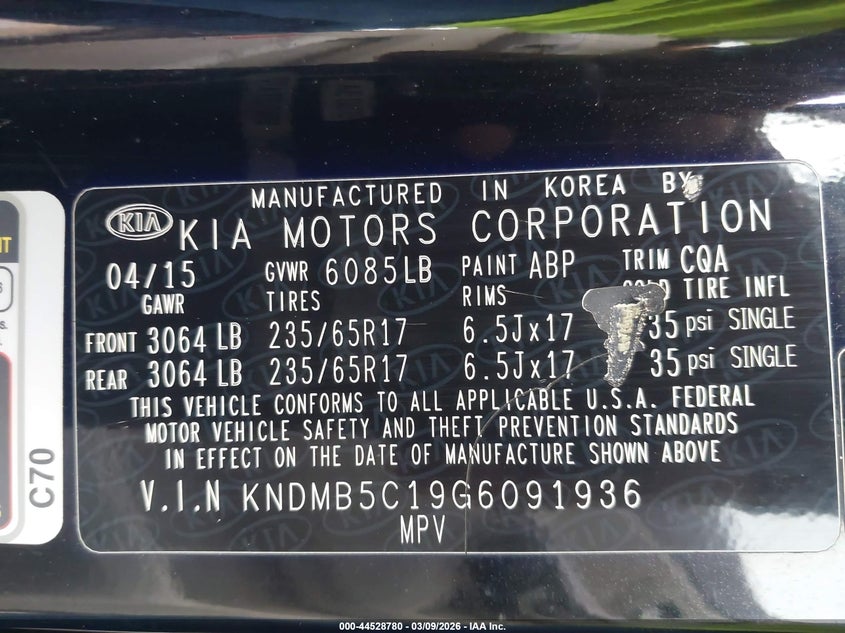 MANUFACTURED IN KOREA BY
KIA KIA MOTORS CORPORATION
04/15 GVWR 6085LB PAINT ABP TRIM CQA
GAWR TIRES RIMS COLD TIRE INFL
FRONT 3064 LB 235/65R17 6.5Jx17 35 psi SINGLE
REAR 3064 LB 235/65R17 6.5Jx17 35 psi SINGLE
THIS VEHICLE CONFORMS TO ALL APPLICABLE U.S.A. FEDERAL
MOTOR VEHICLE SAFETY AND THEFT PREVENTION STANDARDS
IN EFFECT ON THE DATE OF MANUFACTURE SHOWN ABOVE
V.I.N KNDMB5C19G6091936
MPV
C70
000-44528780 - 03/09/2026 - IAA Inc.